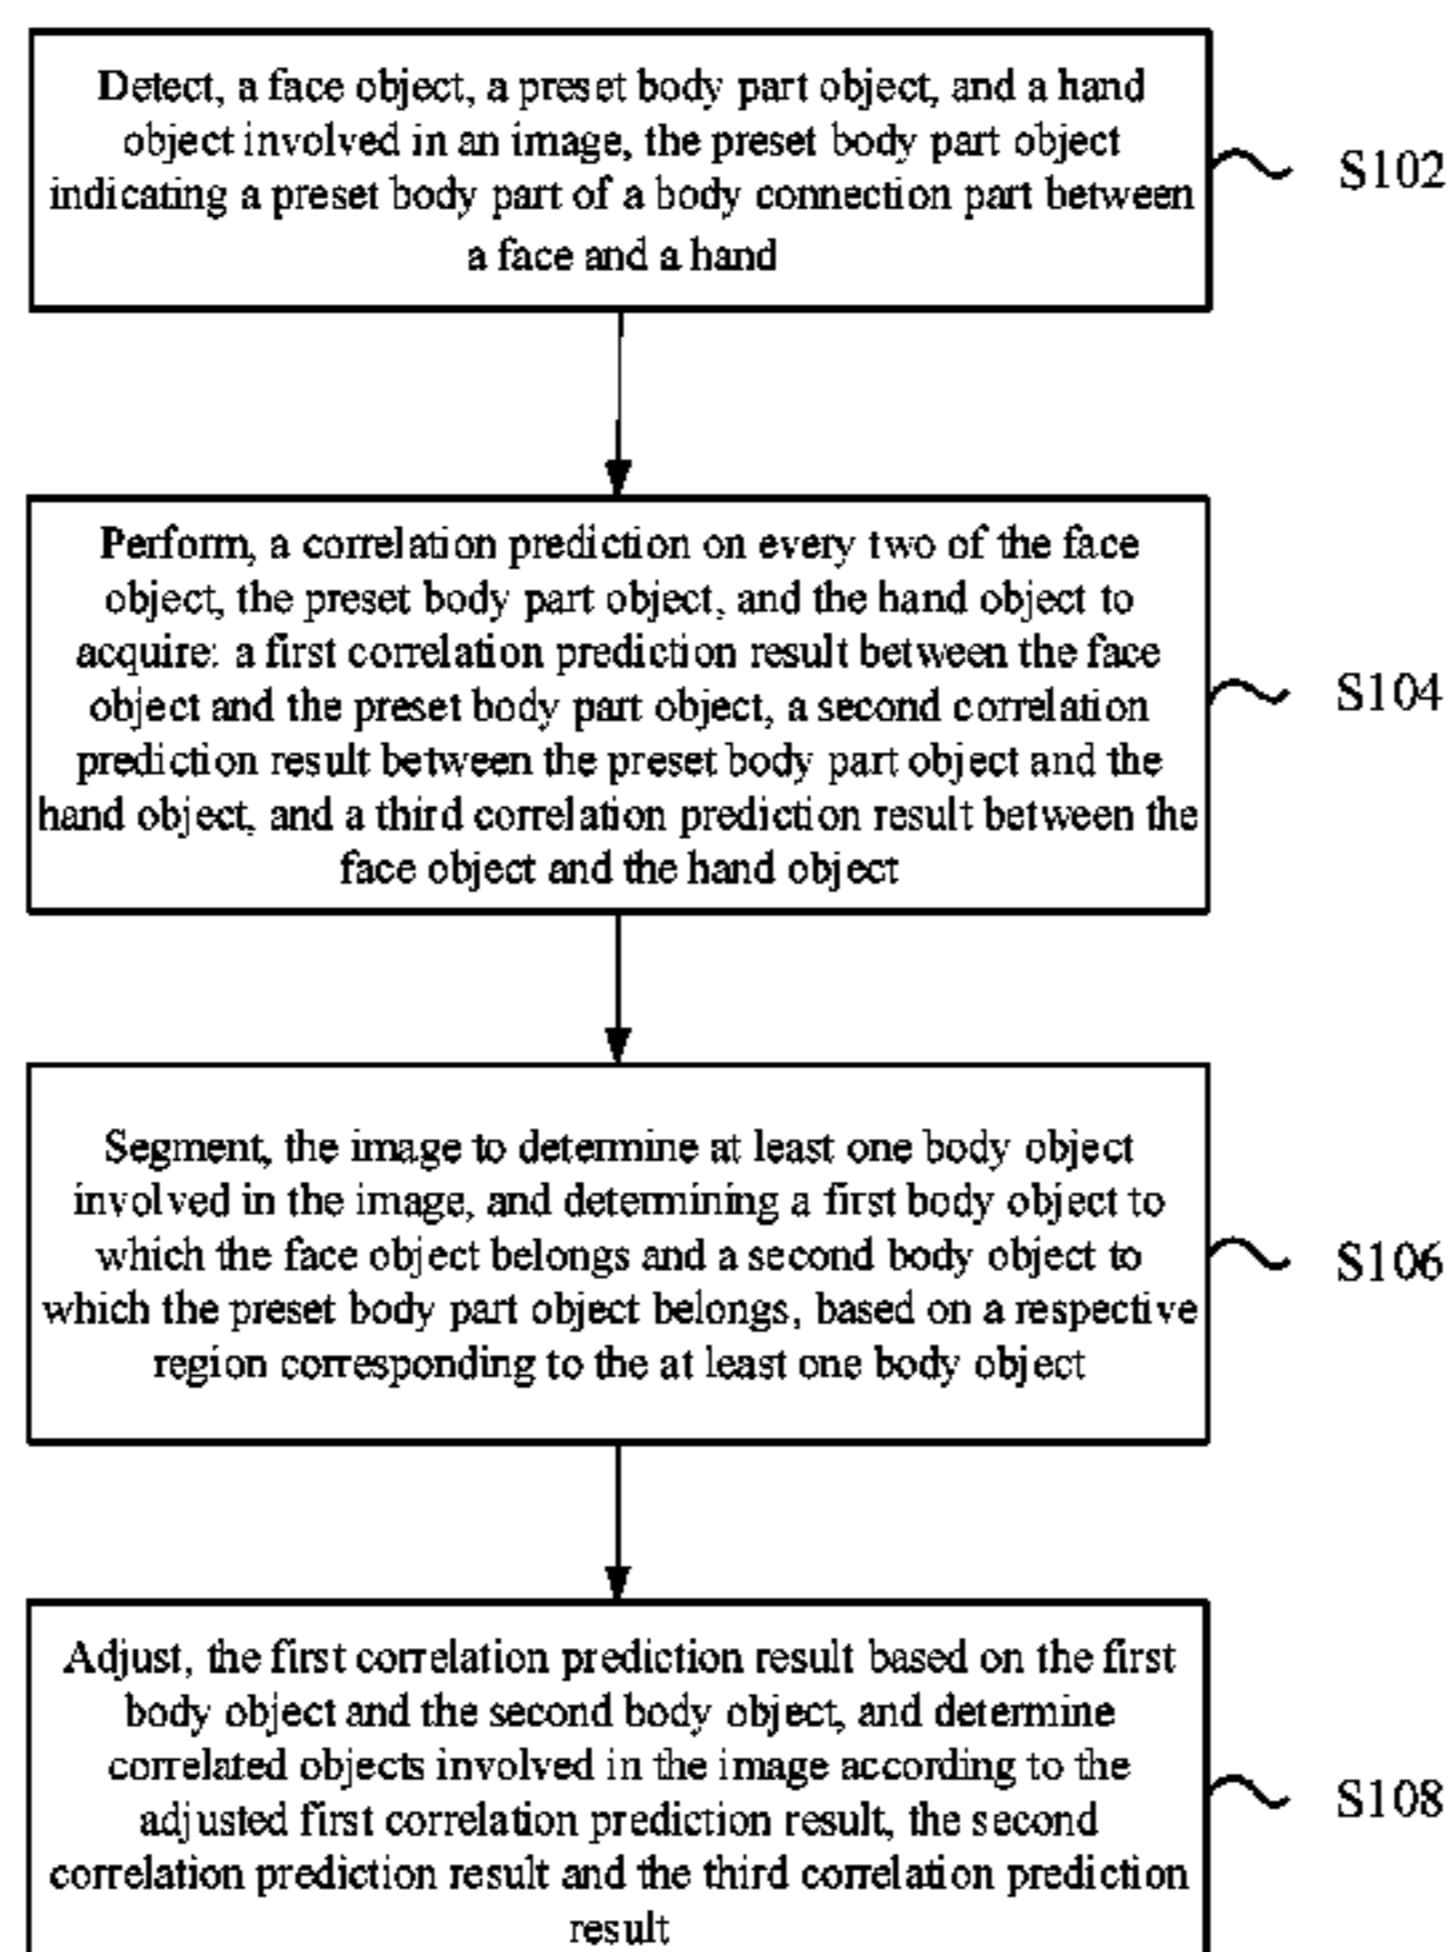 Detect, a face object, a preset body part object, and a hand
object involved in an image, the preset body part object
indicating a preset body part of a body connection part between
a face and a hand
S102
Perform, a correlation prediction on every two of the face
object, the preset body part object, and the hand object to
acquire: a first correlation prediction result between the face
object and the preset body part object, a second correlation
prediction result between the preset body part object and the
hand object, and a third correlation prediction result between the
face object and the hand object
S104
Segment, the image to determine at least one body object
involved in the image, and determining a first body object to
which the face object belongs and a second body object to
which the preset body part object belongs, based on a respective
region corresponding to the at least one body object
S106
Adjust, the first correlation prediction result based on the first
body object and the second body object, and determine
correlated objects involved in the image according to the
adjusted first correlation prediction result, the second
correlation prediction result and the third correlation prediction
result
S108